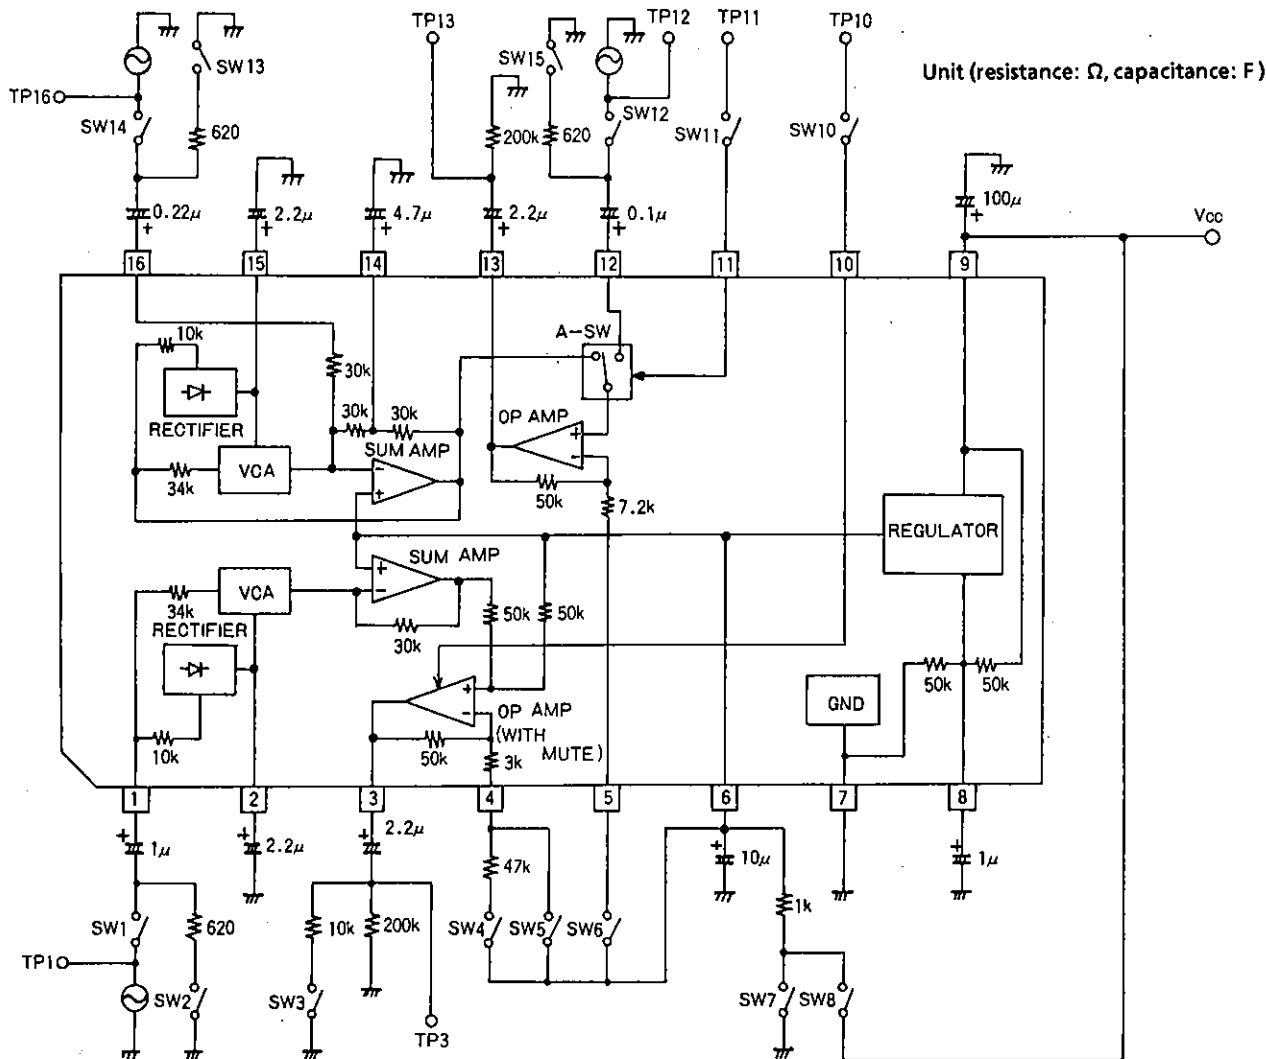 TP13
TP12
TP11
TP10
SW13
SW15
Unit (resistance: Ω, capacitance: F)
TP16
SW14
620
200k
620
SW12
SW11
SW10
0.22μ
+
2.2μ
+
4.7μ
+
2.2μ
+
0.1μ
+
100μ
+
Vcc
16
15
14
13
12
11
10
9
10k
A-SW
30k
RECTIFIER
30k
30k
OP AMP
SUM AMP
+
-
VCA
-
+
34k
50k
7.2k
REGULATOR
SUM AMP
+
-
VCA
34k
50k
50k
RECTIFIER
30k
50k
50k
+
-
OP AMP
(WITH
MUTE)
GND
10k
50k
3k
1
2
3
4
5
6
7
8
+
1μ
+
2.2μ
+
2.2μ
47k
+
10μ
1k
+
1μ
SW1
620
10k
200k
SW4
SW5
SW6
TP1
SW2
SW3
TP3
SW7
SW8